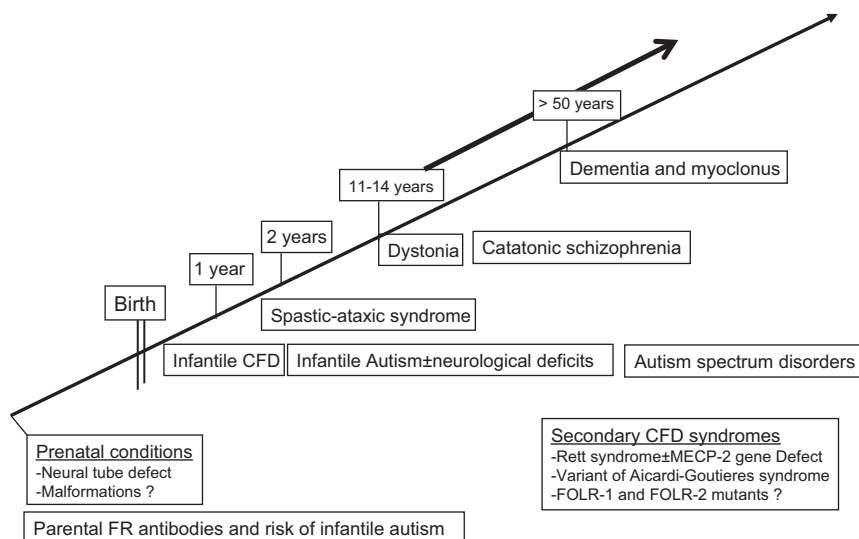 > 50 years
Dementia and myoclonus
11-14 years
2 years
Dystonia
Catatonic schizophrenia
1 year
Birth
Spastic-ataxic syndrome
Infantile CFD
Infantile Autism±neurological deficits
Autism spectrum disorders
Prenatal conditions
-Neural tube defect
-Malformations ?
Secondary CFD syndromes
-Rett syndrome±MECP-2 gene Defect
-Variant of Aicardi-Goutieres syndrome
-FOLR-1 and FOLR-2 mutants ?
Parental FR antibodies and risk of infantile autism